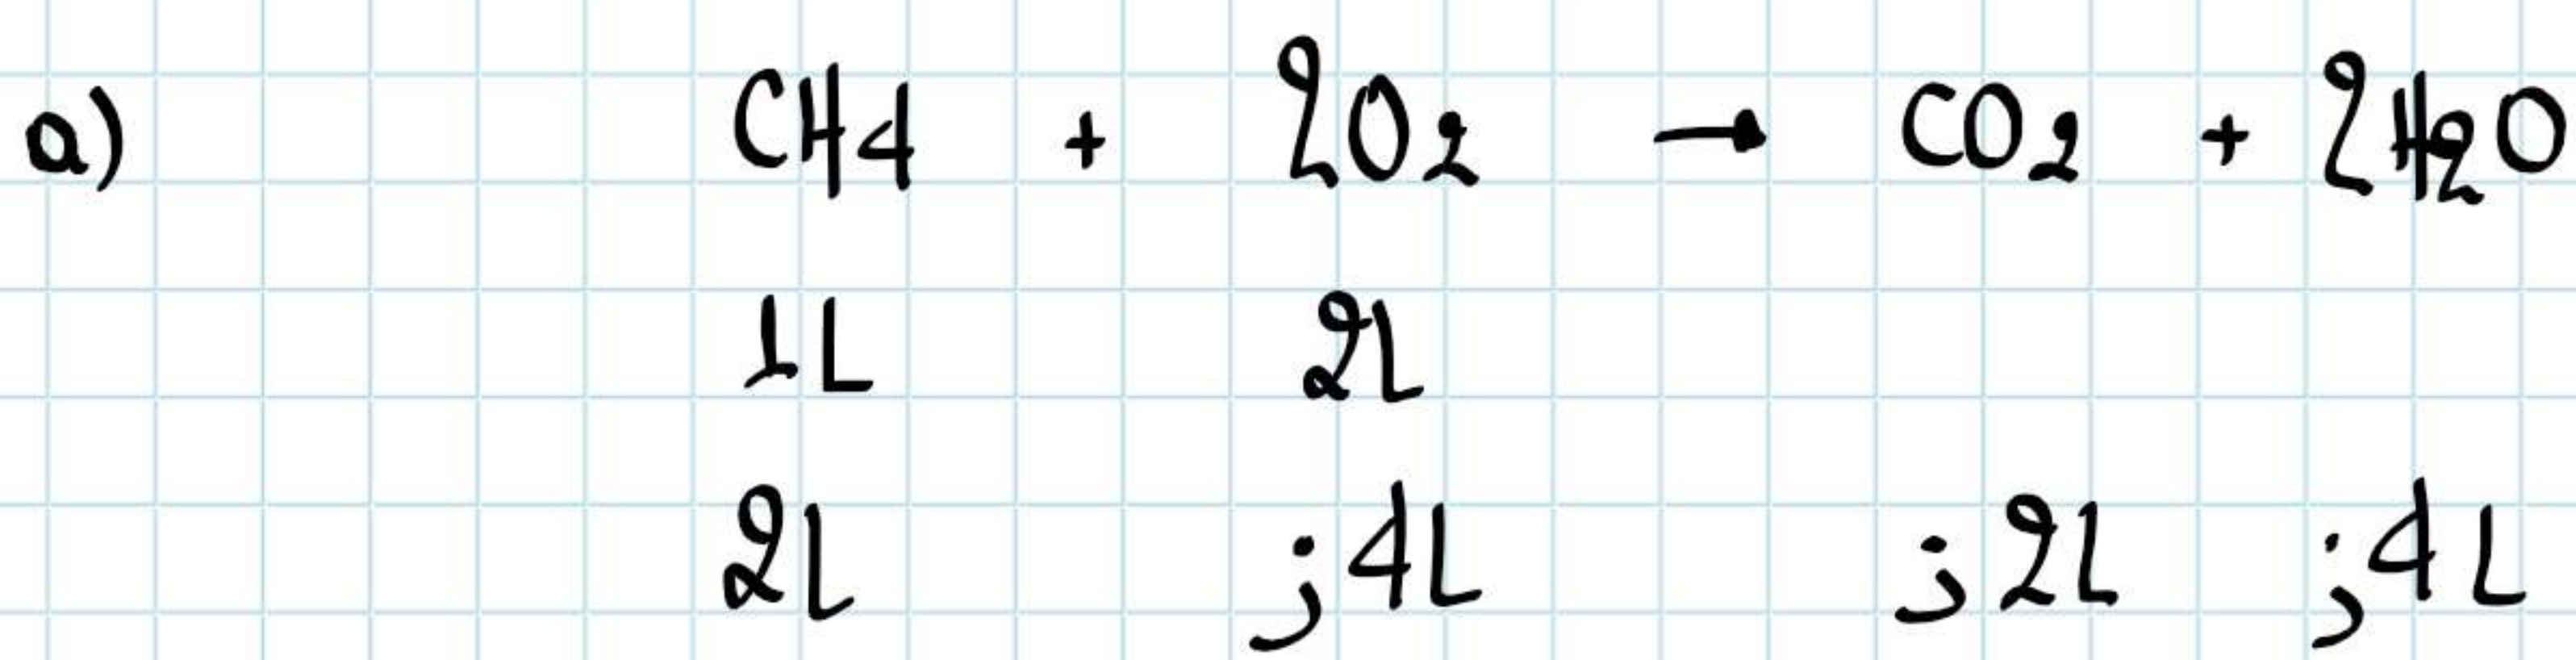 a) CH4 + 2O2 → CO2 + 2H2O
1L 2L
2L ;4L ;2L ;4L